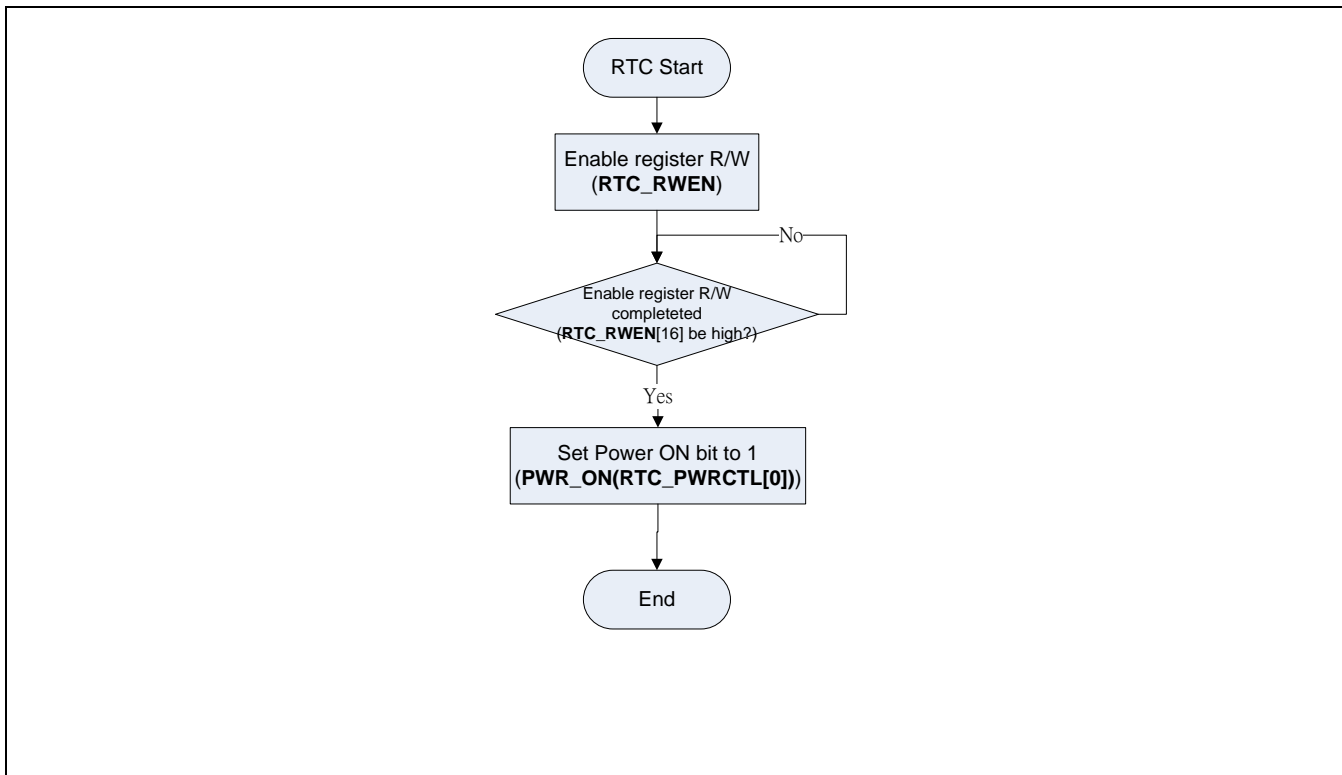 RTC Start
Enable register R/W
(RTC_RWEN)
No
Enable register R/W
completeted
(RTC_RWEN[16] be high?)
Yes
Set Power ON bit to 1
(PWR_ON(RTC_PWRCTL[0]))
End